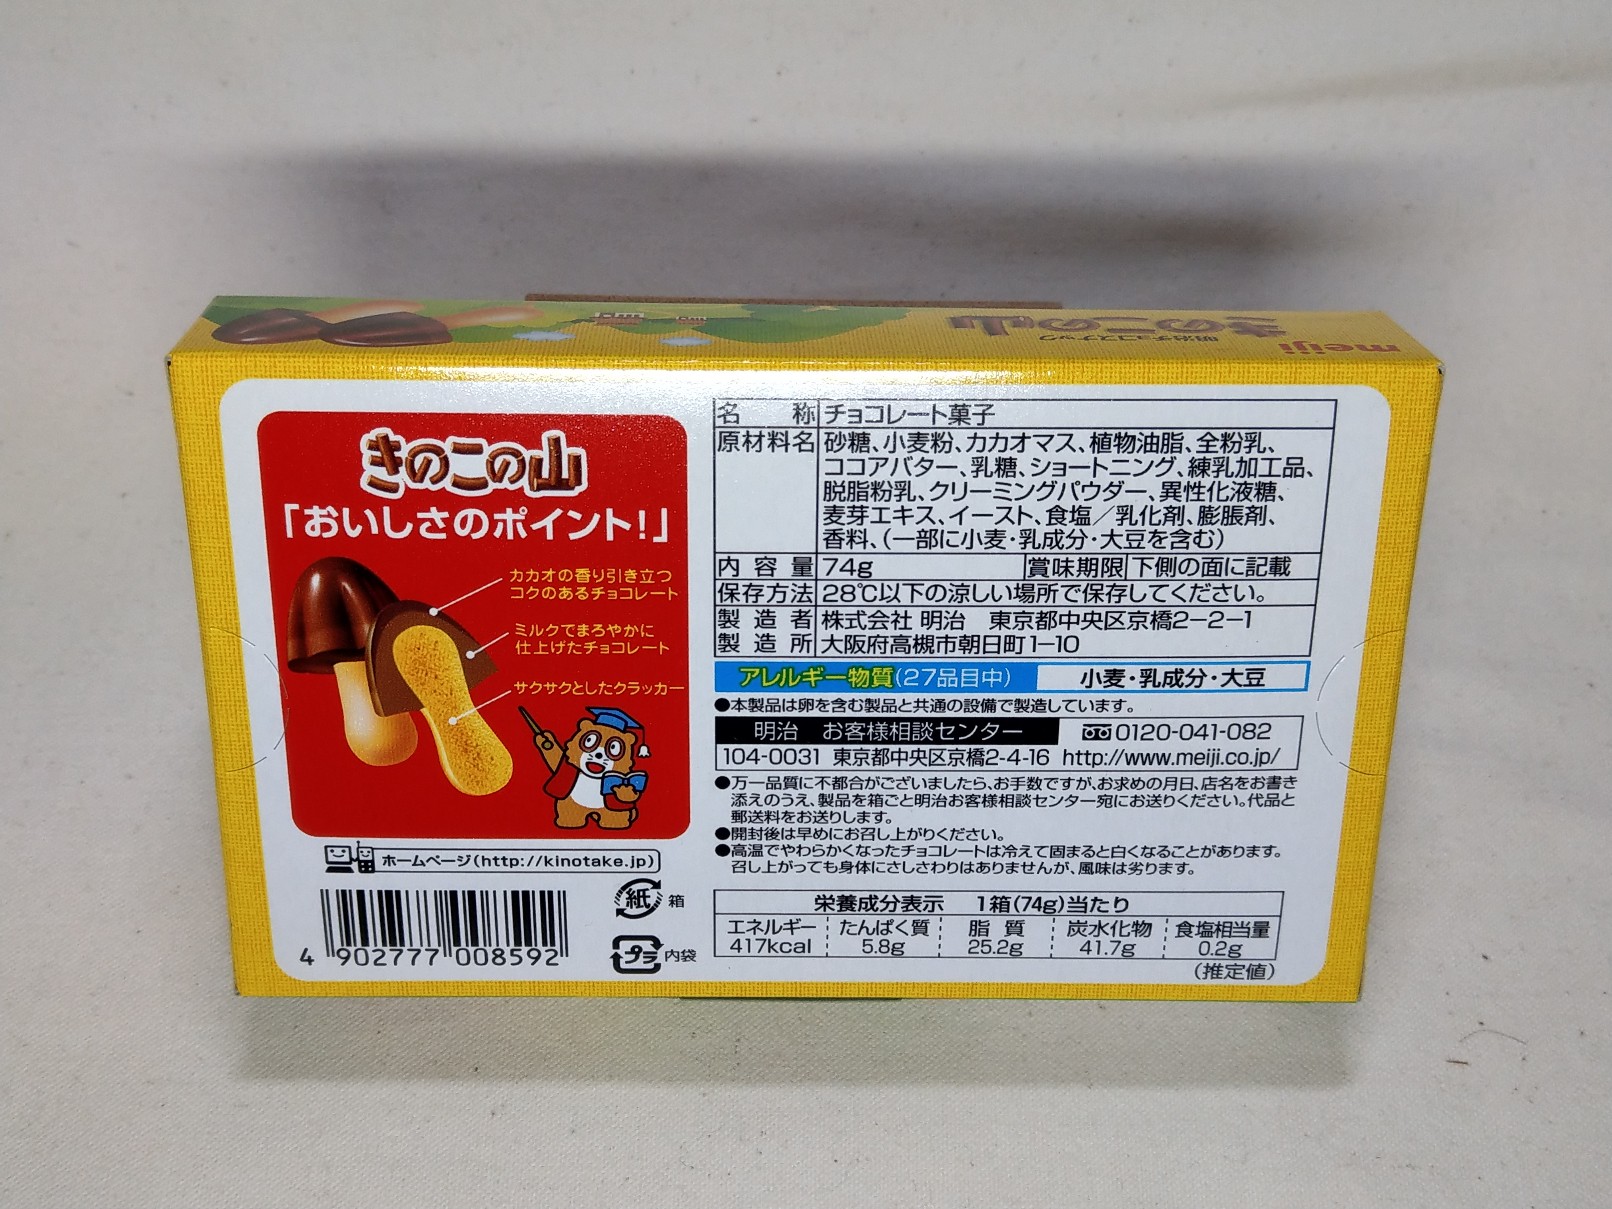 きのこの山
明治チョコスナック
meiji
きのこの山
「おいしさのポイント!」
カカオの香り引き立つ
コクのあるチョコレート
ミルクでまろやかに
仕上げたチョコレート
サクサクとしたクラッカー
ホームページ(http://kinotake.jp)
紙 箱
プラ 内袋
4 902777 008592
名称 チョコレート菓子
原材料名 砂糖、小麦粉、カカオマス、植物油脂、全粉乳、
ココアバター、乳糖、ショートニング、練乳加工品、
脱脂粉乳、クリーミングパウダー、異性化液糖、
麦芽エキス、イースト、食塩/乳化剤、膨脹剤、
香料、(一部に小麦・乳成分・大豆を含む)
内容量 74g 賞味期限 下側の面に記載
保存方法 28℃以下の涼しい場所で保存してください。
製造者 株式会社 明治 東京都中央区京橋2-2-1
製造所 大阪府高槻市朝日町1-10
アレルギー物質(27品目中) 小麦・乳成分・大豆
●本製品は卵を含む製品と共通の設備で製造しています。
明治 お客様相談センター 0120-041-082
104-0031 東京都中央区京橋2-4-16 http://www.meiji.co.jp/
●万一品質に不都合がございましたら、お手数ですが、お求めの月日、店名をお書き
添えのうえ、製品を箱ごと明治お客様相談センター宛にお送りください。代品と
郵送料をお送りします。
●開封後は早めにお召し上がりください。
●高温でやわらかくなったチョコレートは冷えて固まると白くなることがあります。
召し上がっても身体にさしさわりはありませんが、風味は劣ります。
栄養成分表示 1箱(74g)当たり
エネルギー たんぱく質 脂質 炭水化物 食塩相当量
417kcal 5.8g 25.2g 41.7g 0.2g
(推定値)